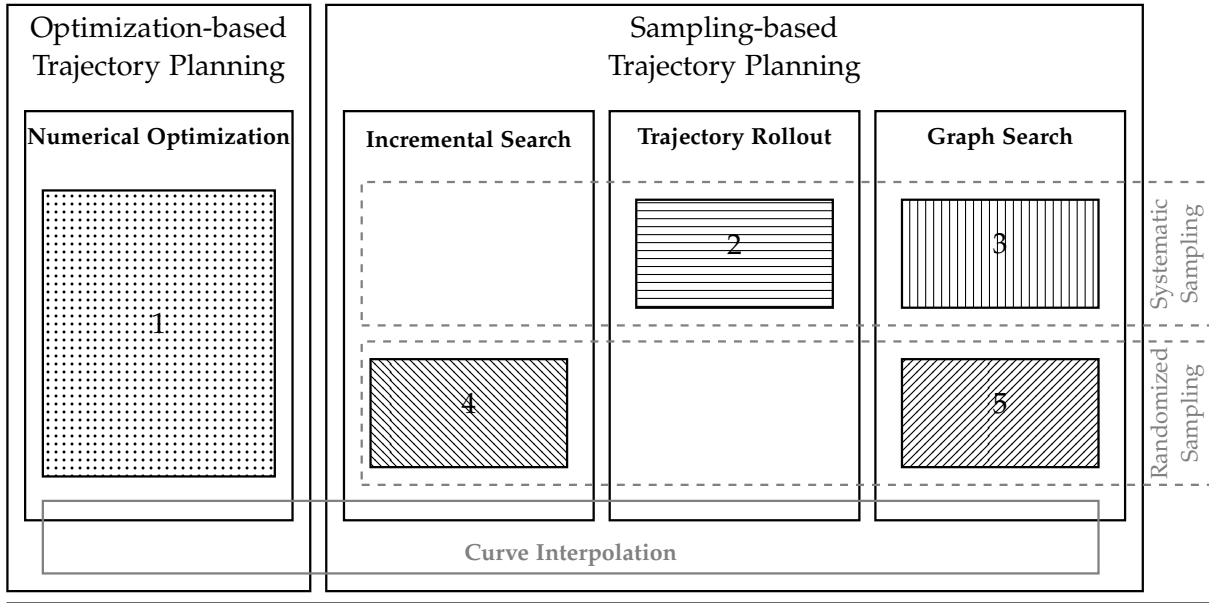 Optimization-based
Trajectory Planning
Sampling-based
Trajectory Planning
Numerical Optimization
Incremental Search
Trajectory Rollout
Graph Search
1
2
3
4
5
Systematic
Sampling
Randomized
Sampling
Curve Interpolation